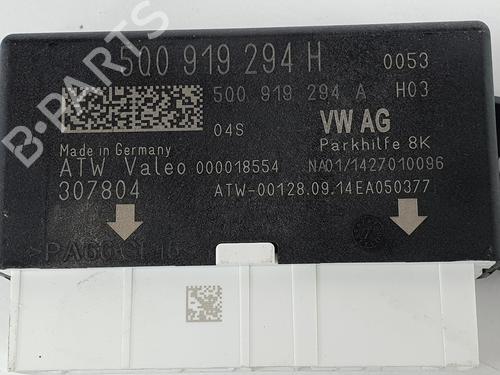 5Q0 919 294 H
0053
5Q0 919 294 A H03
04S
VW AG
Made in Germany
Parkhilfe 8K
ATW Valeo 000018554
NA01/1427010096
307804
ATW-00128.09.14EA050377
B-PARTS